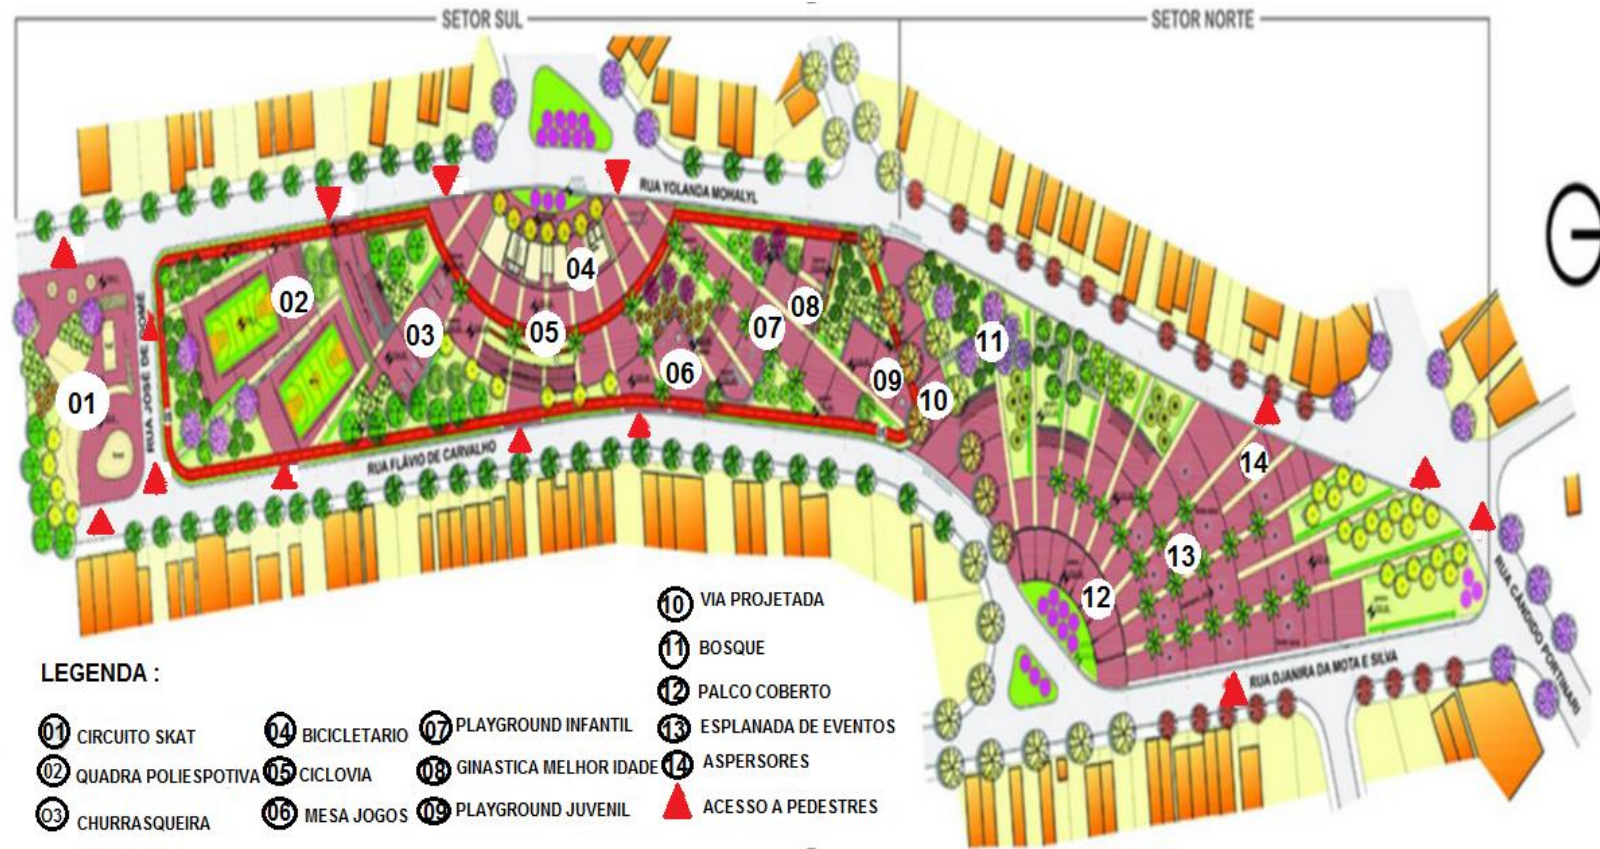 SETOR SUL
SETOR NORTE
RUA YOLANDA MOHALYL
RUA JOSÉ DE
RUA FLÁVIO DE CARVALHO
RUA DJANIRA DA MOTA E SILVA
RUA CÂNDIDO PORTINARI
01
02
03
04
05
06
07
08
09
10
11
12
13
14
LEGENDA :
01 CIRCUITO SKAT
02 QUADRA POLIESPOTIVA
03 CHURRASQUEIRA
04 BICICLETARIO
05 CICLOVIA
06 MESA JOGOS
07 PLAYGROUND INFANTIL
08 GINASTICA MELHOR IDADE
09 PLAYGROUND JUVENIL
10 VIA PROJETADA
11 BOSQUE
12 PALCO COBERTO
13 ESPLANADA DE EVENTOS
14 ASPERSORES
ACESSO A PEDESTRES